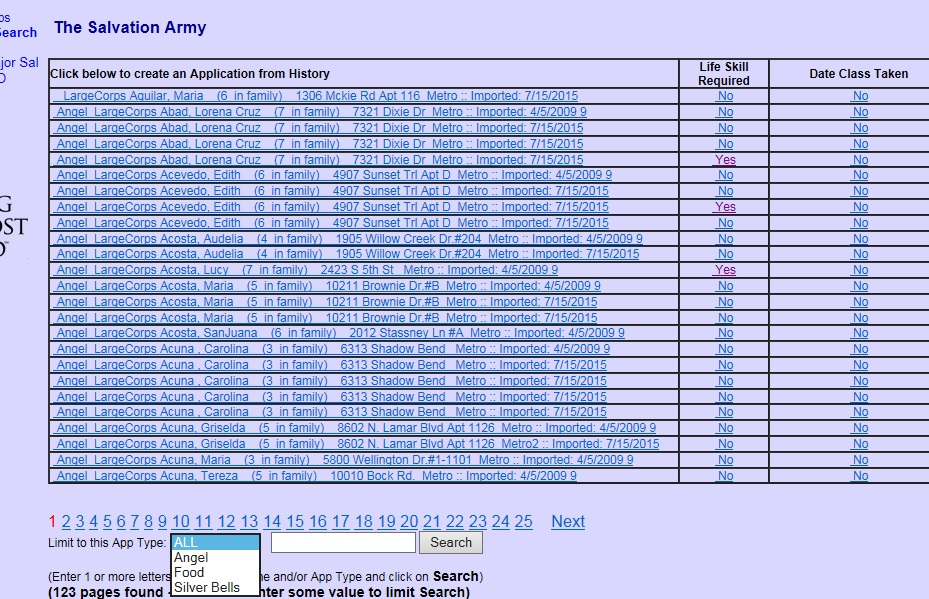 os
earch
jor Sal
D
G
OST
D
The Salvation Army
Click below to create an Application from History Life Skill Required Date Class Taken
LargeCorps Aguilar, Maria (6 in family) 1306 Mckie Rd Apt 116 Metro :: Imported: 7/15/2015 No No
Angel LargeCorps Abad, Lorena Cruz (7 in family) 7321 Dixie Dr Metro :: Imported: 4/5/2009 9 No No
Angel LargeCorps Abad, Lorena Cruz (7 in family) 7321 Dixie Dr Metro :: Imported: 7/15/2015 No No
Angel LargeCorps Abad, Lorena Cruz (7 in family) 7321 Dixie Dr Metro :: Imported: 7/15/2015 No No
Angel LargeCorps Abad, Lorena Cruz (7 in family) 7321 Dixie Dr Metro :: Imported: 7/15/2015 Yes No
Angel LargeCorps Acevedo, Edith (6 in family) 4907 Sunset Trl Apt D Metro :: Imported: 4/5/2009 9 No No
Angel LargeCorps Acevedo, Edith (6 in family) 4907 Sunset Trl Apt D Metro :: Imported: 7/15/2015 No No
Angel LargeCorps Acevedo, Edith (6 in family) 4907 Sunset Trl Apt D Metro :: Imported: 7/15/2015 Yes No
Angel LargeCorps Acevedo, Edith (6 in family) 4907 Sunset Trl Apt D Metro :: Imported: 7/15/2015 No No
Angel LargeCorps Acosta, Audelia (4 in family) 1905 Willow Creek Dr.#204 Metro :: Imported: 4/5/2009 9 No No
Angel LargeCorps Acosta, Audelia (4 in family) 1905 Willow Creek Dr.#204 Metro :: Imported: 7/15/2015 No No
Angel LargeCorps Acosta, Lucy (7 in family) 2423 S 5th St Metro :: Imported: 4/5/2009 9 Yes No
Angel LargeCorps Acosta, Maria (5 in family) 10211 Brownie Dr.#B Metro :: Imported: 4/5/2009 9 No No
Angel LargeCorps Acosta, Maria (5 in family) 10211 Brownie Dr.#B Metro :: Imported: 7/15/2015 No No
Angel LargeCorps Acosta, Maria (5 in family) 10211 Brownie Dr.#B Metro :: Imported: 7/15/2015 No No
Angel LargeCorps Acosta, SanJuana (6 in family) 2012 Stassney Ln #A Metro :: Imported: 4/5/2009 9 No No
Angel LargeCorps Acuna , Carolina (3 in family) 6313 Shadow Bend Metro :: Imported: 4/5/2009 9 No No
Angel LargeCorps Acuna , Carolina (3 in family) 6313 Shadow Bend Metro :: Imported: 7/15/2015 No No
Angel LargeCorps Acuna , Carolina (3 in family) 6313 Shadow Bend Metro :: Imported: 7/15/2015 No No
Angel LargeCorps Acuna , Carolina (3 in family) 6313 Shadow Bend Metro :: Imported: 7/15/2015 No No
Angel LargeCorps Acuna , Carolina (3 in family) 6313 Shadow Bend Metro :: Imported: 7/15/2015 No No
Angel LargeCorps Acuna, Griselda (5 in family) 8602 N. Lamar Blvd Apt 1126 Metro :: Imported: 4/5/2009 9 No No
Angel LargeCorps Acuna, Griselda (5 in family) 8602 N. Lamar Blvd Apt 1126 Metro2 :: Imported: 7/15/2015 No No
Angel LargeCorps Acuna, Maria (3 in family) 5800 Wellington Dr.#1-1101 Metro :: Imported: 4/5/2009 9 No No
Angel LargeCorps Acuna, Tereza (5 in family) 10010 Bock Rd. Metro :: Imported: 4/5/2009 9 No No
1 2 3 4 5 6 7 8 9 10 11 12 13 14 15 16 17 18 19 20 21 22 23 24 25 Next
Limit to this App Type: ALL Search
Angel
Food
Silver Bells
(Enter 1 or more letters e and/or App Type and click on Search)
(123 pages found - nter some value to limit Search)